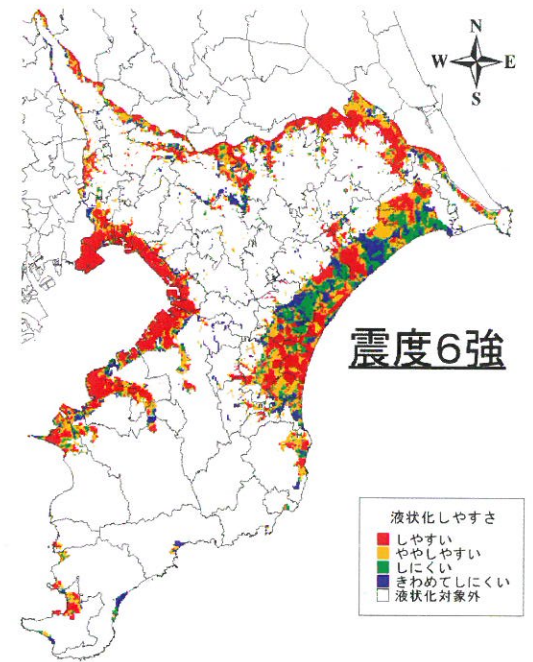 N
W E
S
震度6強
液状化しやすさ
しやすい
ややしやすい
しにくい
きわめてしにくい
液状化対象外